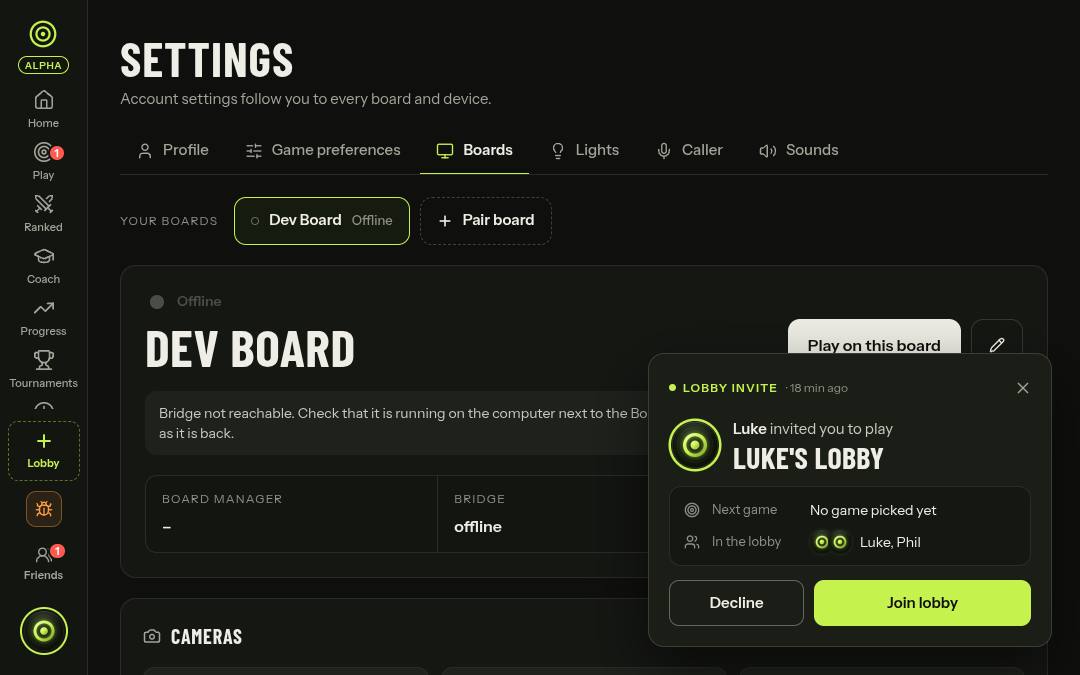 ALPHA
Home
1
Play
Ranked
Coach
Progress
Tournaments
Lobby
1
Friends
SETTINGS
Account settings follow you to every board and device.
Profile
Game preferences
Boards
Lights
Caller
Sounds
YOUR BOARDS
Dev Board Offline
Pair board
Offline
DEV BOARD
Play on this board
Bridge not reachable. Check that it is running on the computer next to the Bo
as it is back.
BOARD MANAGER
–
BRIDGE
offline
CAMERAS
LOBBY INVITE · 18 min ago
Luke invited you to play
LUKE'S LOBBY
Next game No game picked yet
In the lobby Luke, Phil
Decline
Join lobby